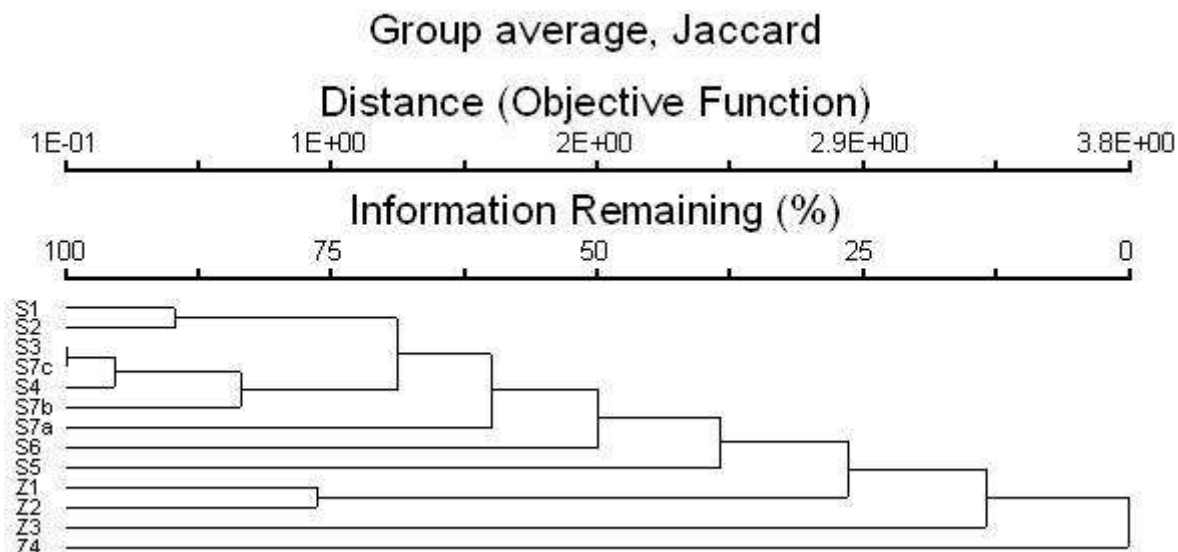 Group average, Jaccard
Distance (Objective Function)
1E-01 1E+00 2E+00 2.9E+00 3.8E+00
Information Remaining (%)
100 75 50 25 0
S1
S2
S3
S7c
S4
S7b
S7a
S6
S5
Z1
Z2
Z3
Z4